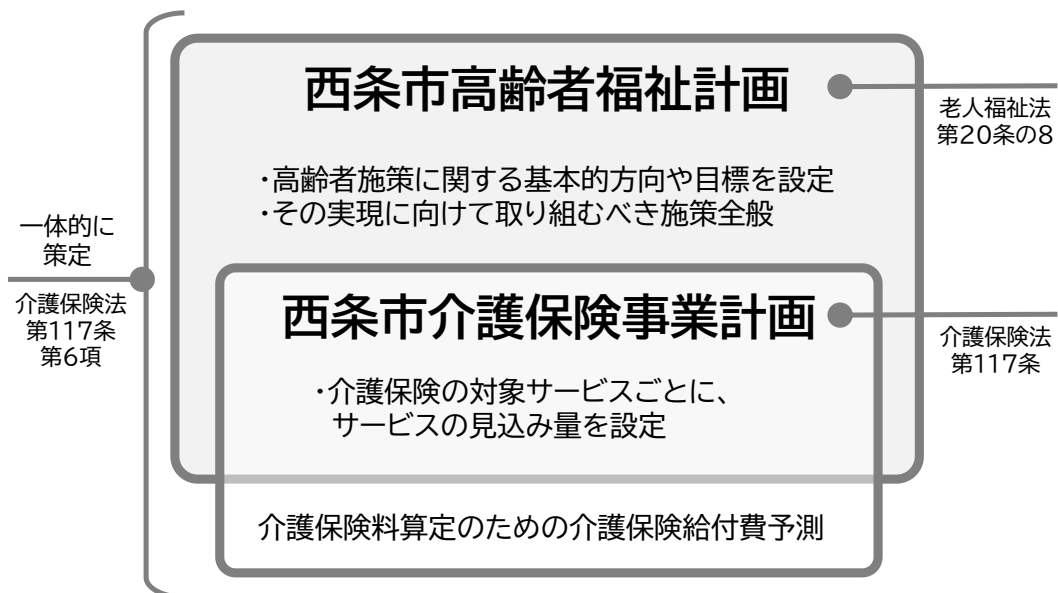 西条市高齢者福祉計画
老人福祉法
第20条の8
・高齢者施策に関する基本的方向や目標を設定
・その実現に向けて取り組むべき施策全般
一体的に
策定
介護保険法
第117条
第6項
西条市介護保険事業計画
介護保険法
第117条
・介護保険の対象サービスごとに、
サービスの見込み量を設定
介護保険料算定のための介護保険給付費予測